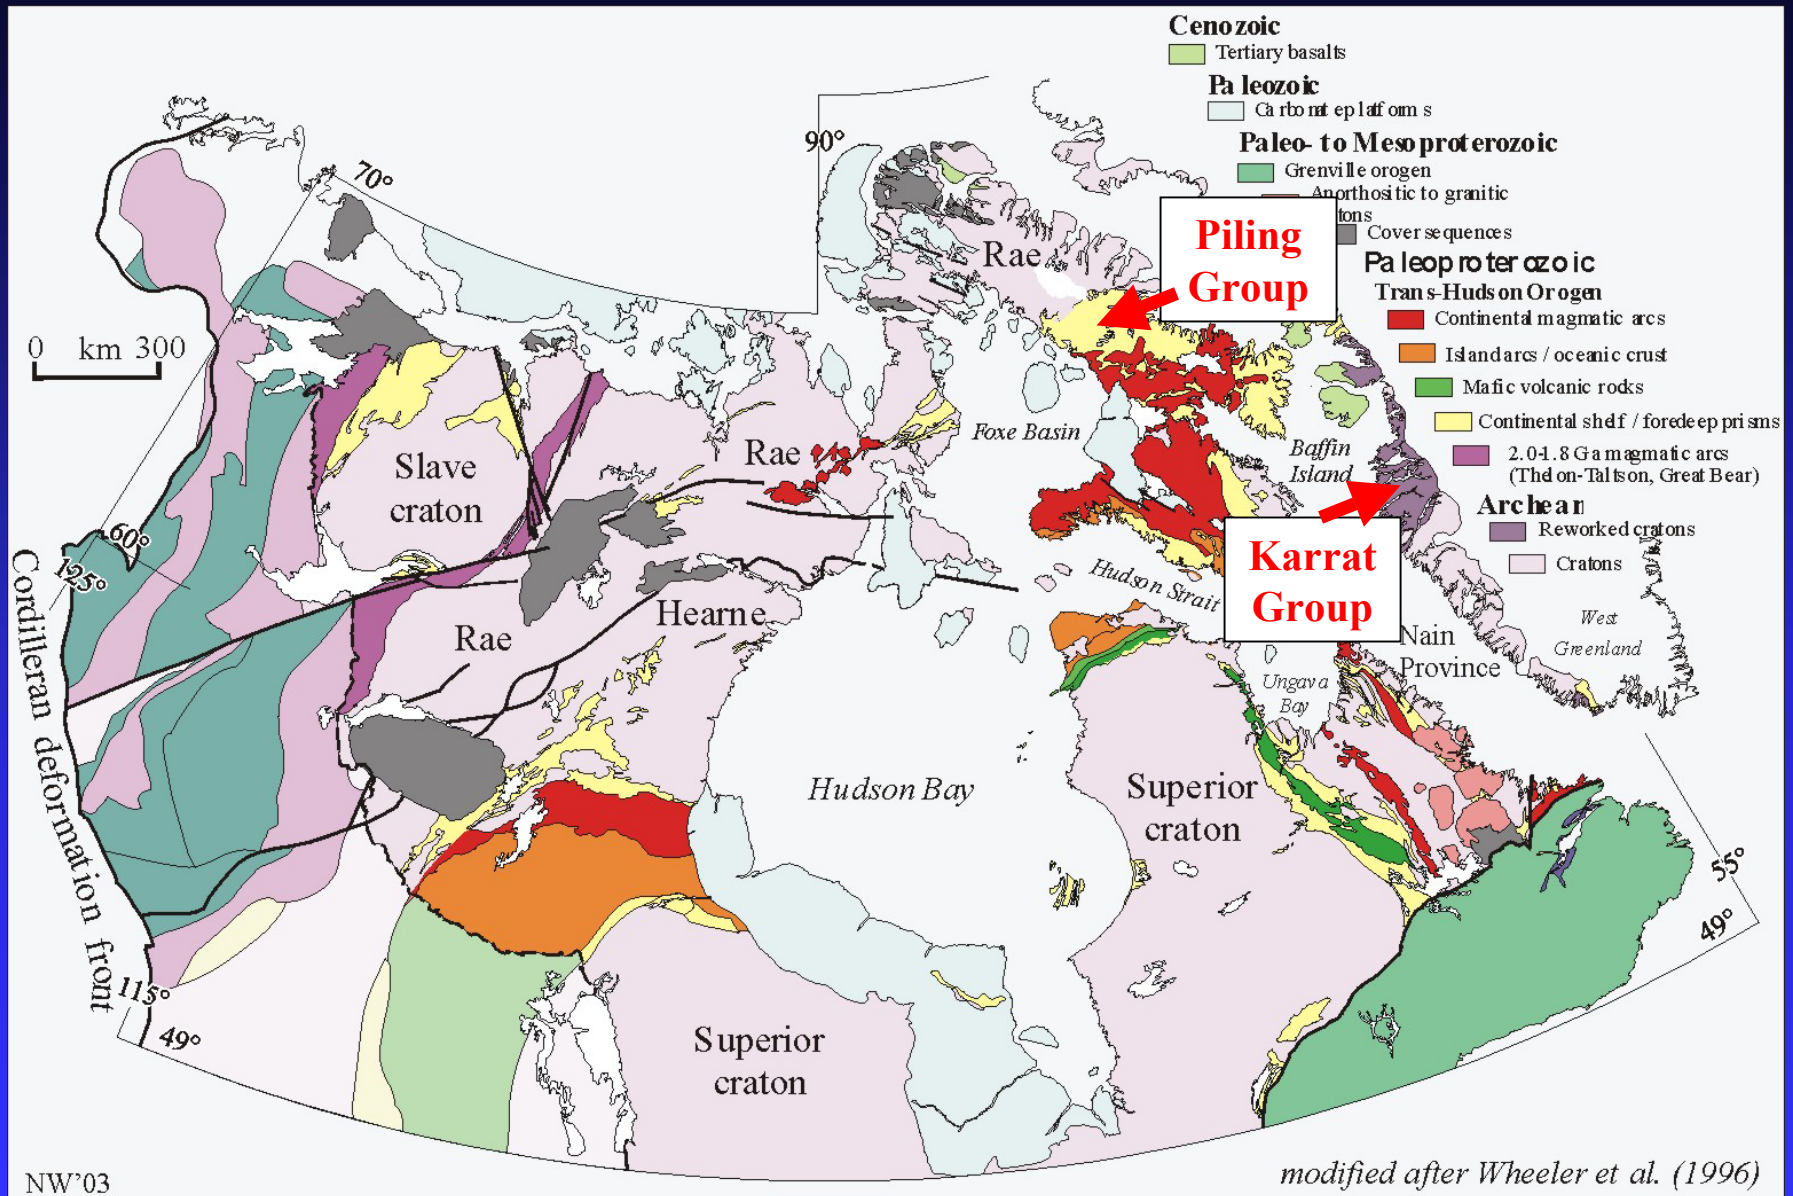 Cenozoic
Tertiary basalts
Paleozoic
Carbonate platforms
Paleo- to Mesoproterozoic
Grenville orogen
Anorthositic to granitic
tons
Cover sequences
Paleoproterozoic
Trans-Hudson Orogen
Continental magmatic arcs
Island arcs / oceanic crust
Mafic volcanic rocks
Continental shelf / foredeep prisms
2.0-1.8 Ga magmatic arcs
(Thelon-Taltson, Great Bear)
Archean
Reworked cratons
Cratons
90°
70°
Rae
Piling
Group
0 km 300
Foxe Basin
Baffin
Island
Rae
Slave
craton
Karrat
Group
60°
125°
Hudson Strait
Hearne
Rae
West
Greenland
Nain
Province
Ungava
Bay
Cordilleran deformation front
Hudson Bay
Superior
craton
55°
49°
115°
49°
Superior
craton
NW'03
modified after Wheeler et al. (1996)